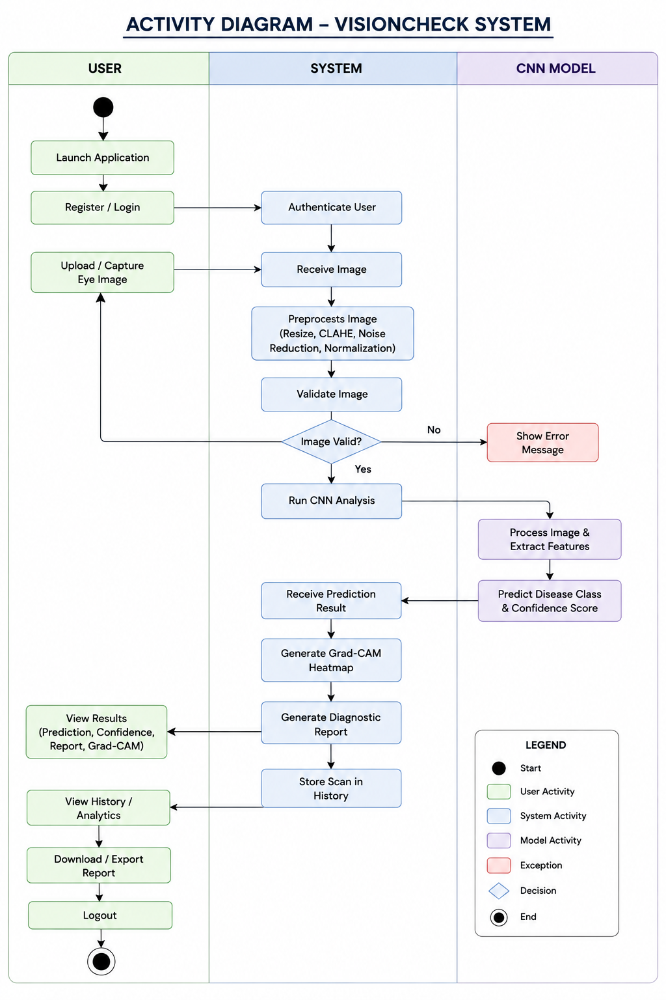 ACTIVITY DIAGRAM – VISIONCHECK SYSTEM
USER
SYSTEM
CNN MODEL
Launch Application
Register / Login
Authenticate User
Upload / Capture
Eye Image
Receive Image
Preprocests Image
(Resize, CLAHE, Noise
Reduction, Normalization)
Validate Image
Image Valid?
No
Show Error
Message
Yes
Run CNN Analysis
Process Image &
Extract Features
Predict Disease Class
& Confidence Score
Receive Prediction
Result
Generate Grad-CAM
Heatmap
Generate Diagnostic
Report
View Results
(Prediction, Confidence,
Report, Grad-CAM)
Store Scan in
History
View History /
Analytics
Download / Export
Report
Logout
LEGEND
Start
User Activity
System Activity
Model Activity
Exception
Decision
End